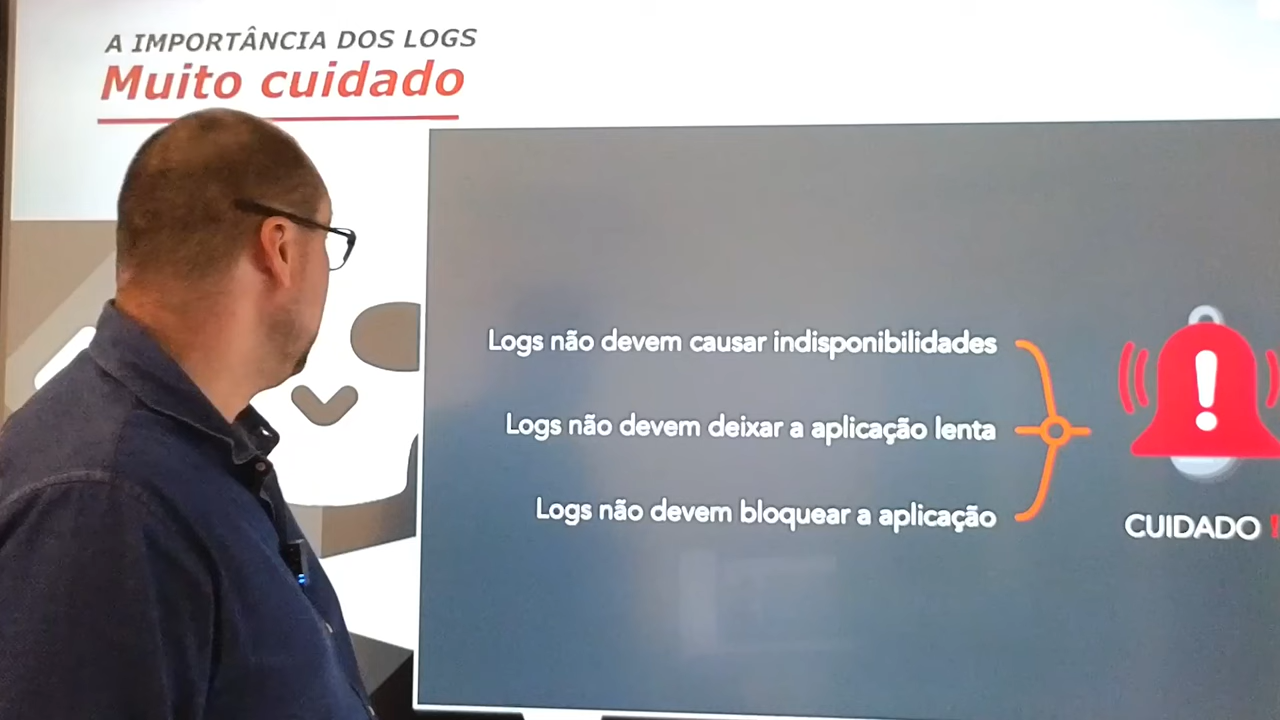 A IMPORTÂNCIA DOS LOGS
Muito cuidado
Logs não devem causar indisponibilidades
Logs não devem deixar a aplicação lenta
Logs não devem bloquear a aplicação
CUIDADO !